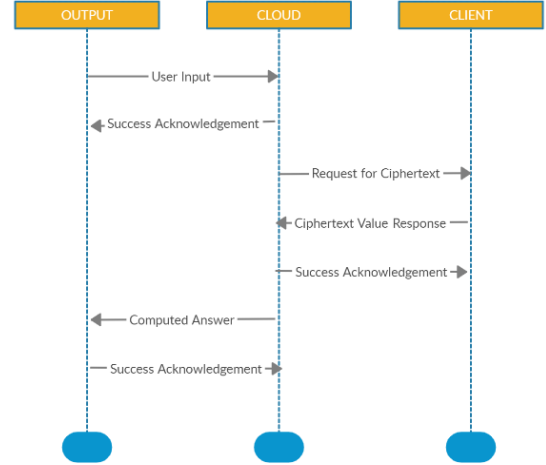 OUTPUT
CLOUD
CLIENT
User Input
Success Acknowledgement
Request for Ciphertext
Ciphertext Value Response
Success Acknowledgement
Computed Answer
Success Acknowledgement